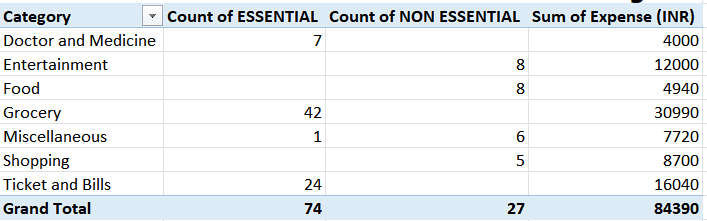 Category Count of ESSENTIAL Count of NON ESSENTIAL Sum of Expense (INR)
Doctor and Medicine 7 4000
Entertainment 8 12000
Food 8 4940
Grocery 42 30990
Miscellaneous 1 6 7720
Shopping 5 8700
Ticket and Bills 24 16040
Grand Total 74 27 84390